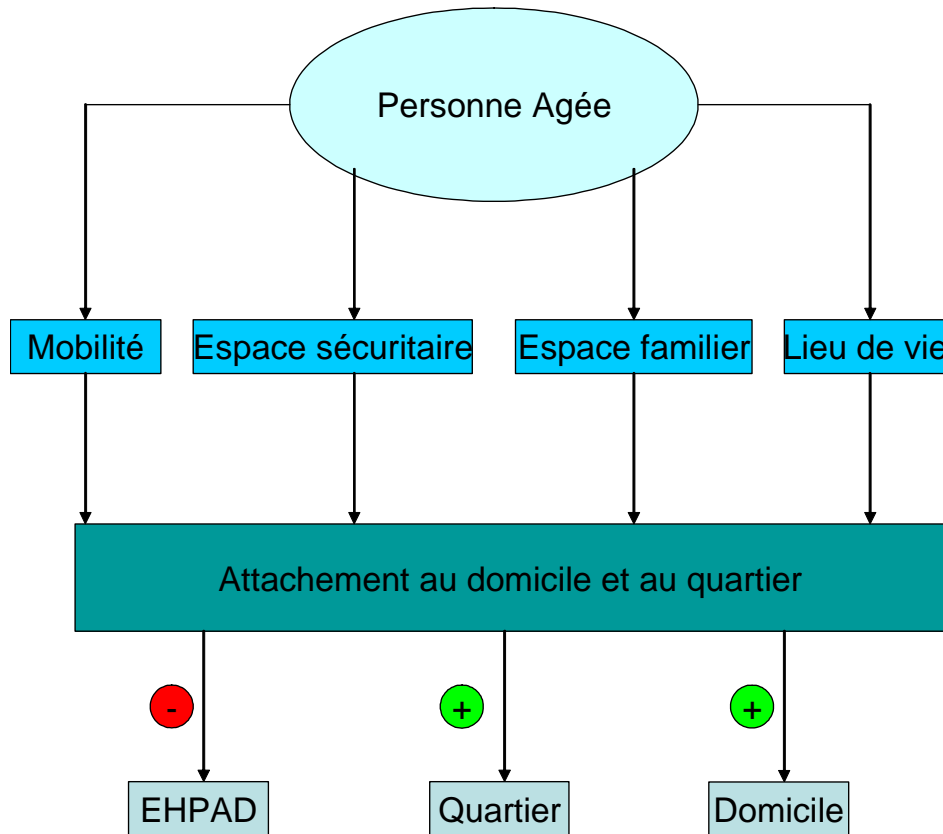 Personne Agée
Mobilité
Espace sécuritaire
Espace familier
Lieu de vie
Attachement au domicile et au quartier
-
+
+
EHPAD
Quartier
Domicile